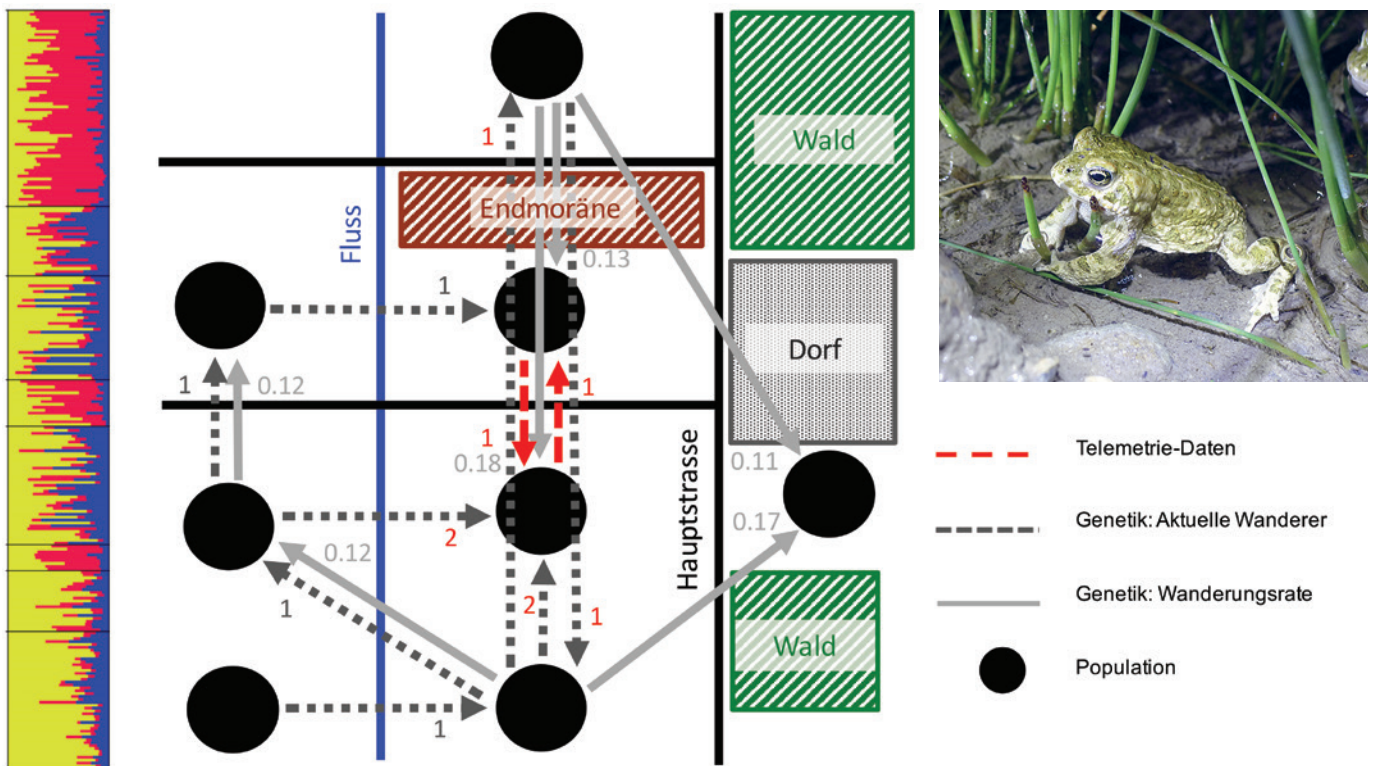 1
Wald
Endmoräne
Fluss
0.13
1
Dorf
1
0.12
1
1
0.18
Hauptstrasse
0.11
0.17
2
0.12
1
2
1
Wald
1
Telemetrie-Daten
Genetik: Aktuelle Wanderer
Genetik: Wanderungsrate
Population